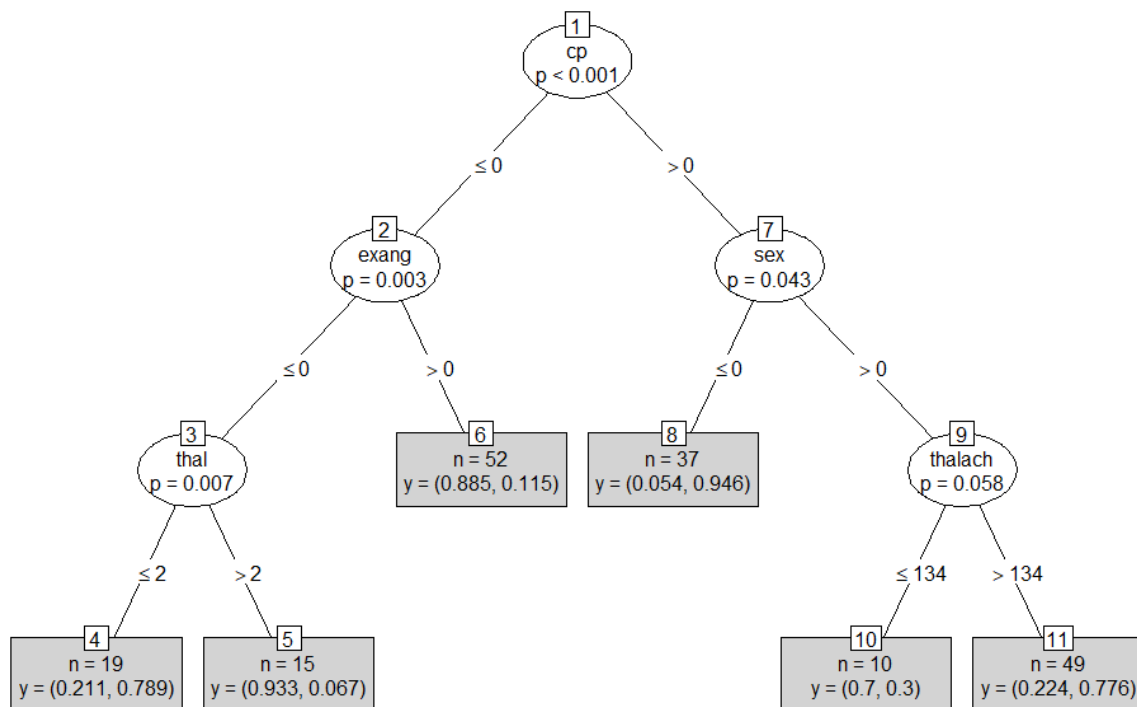 1
cp
p < 0.001
≤ 0
> 0
2
exang
p = 0.003
7
sex
p = 0.043
≤ 0
> 0
≤ 0
> 0
3
thal
p = 0.007
6
n = 52
y = (0.885, 0.115)
8
n = 37
y = (0.054, 0.946)
9
thalach
p = 0.058
≤ 2
> 2
≤ 134
> 134
4
n = 19
y = (0.211, 0.789)
5
n = 15
y = (0.933, 0.067)
10
n = 10
y = (0.7, 0.3)
11
n = 49
y = (0.224, 0.776)